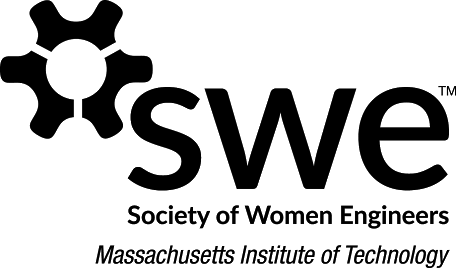 swe™
Society of Women Engineers
Massachusetts Institute of Technology